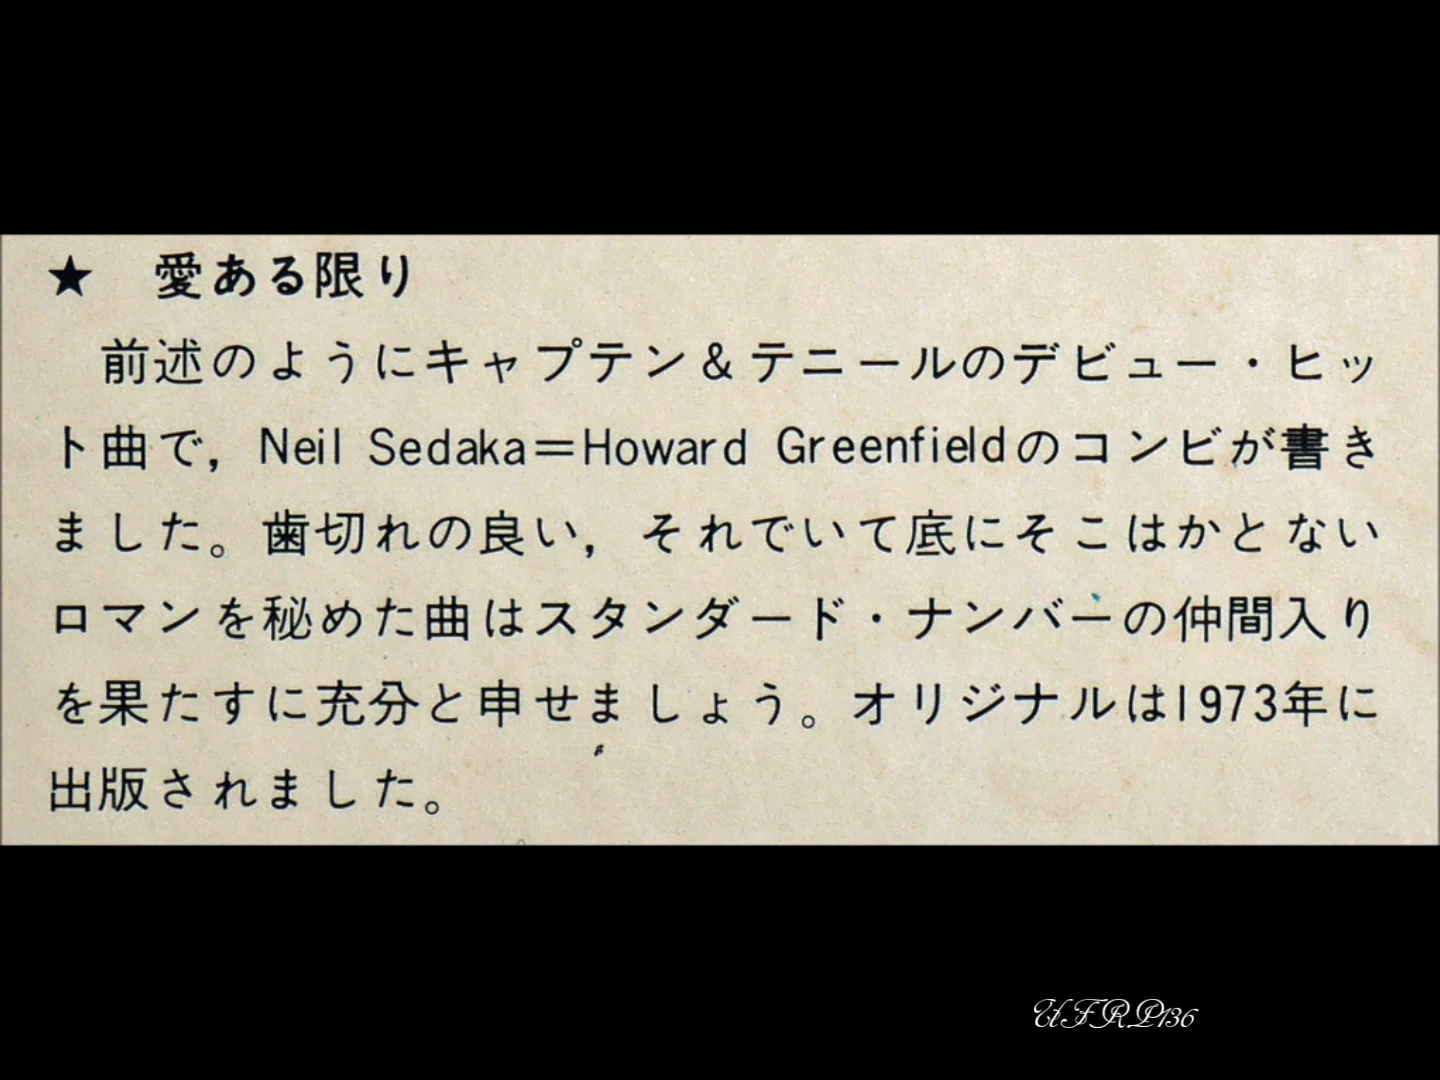 ★　愛ある限り
前述のようにキャプテン＆テニールのデビュー・ヒッ
ト曲で，Neil Sedaka＝Howard Greenfieldのコンビが書き
ました。歯切れの良い，それでいて底にそこはかとない
ロマンを秘めた曲はスタンダード・ナンバーの仲間入り
を果たすに充分と申せましょう。オリジナルは1973年に
出版されました。
UFRP136